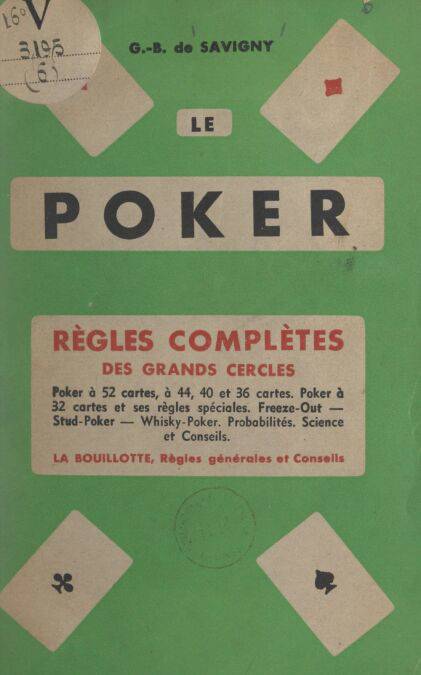 16° V
3195
(6)
G.-B. de SAVIGNY
LE
POKER
RÈGLES COMPLÈTES
DES GRANDS CERCLES
Poker à 52 cartes, à 44, 40 et 36 cartes. Poker à
32 cartes et ses règles spéciales. Freeze-Out —
Stud-Poker — Whisky-Poker. Probabilités. Science
et Conseils.
LA BOUILLOTTE, Règles générales et Conseils